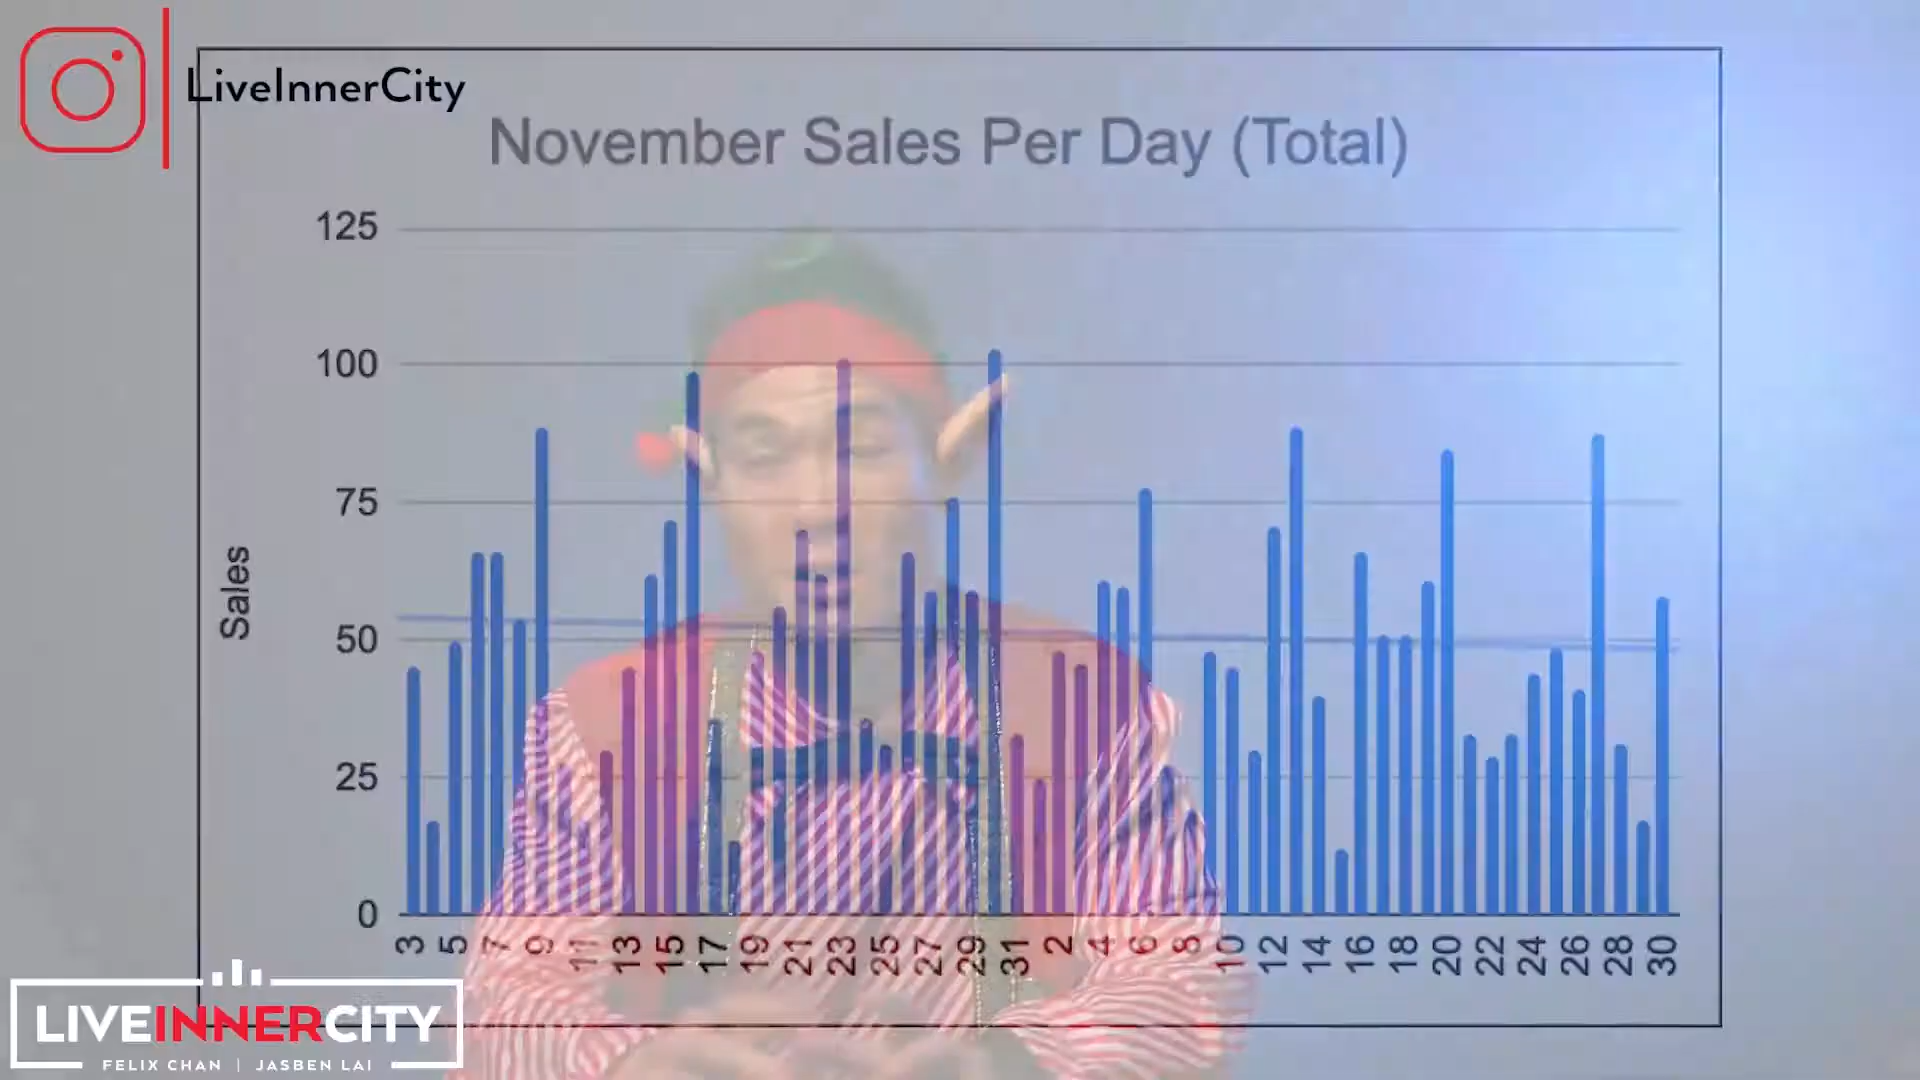 LiveInnerCity
November Sales Per Day (Total)
125
100
75
50
25
0
Sales
3 5 7 9 11 13 15 17 19 21 23 25 27 29 31 2 4 6 8 10 12 14 16 18 20 22 24 26 28 30
LIVEINNERCITY
FELIX CHAN | JASBEN LAI